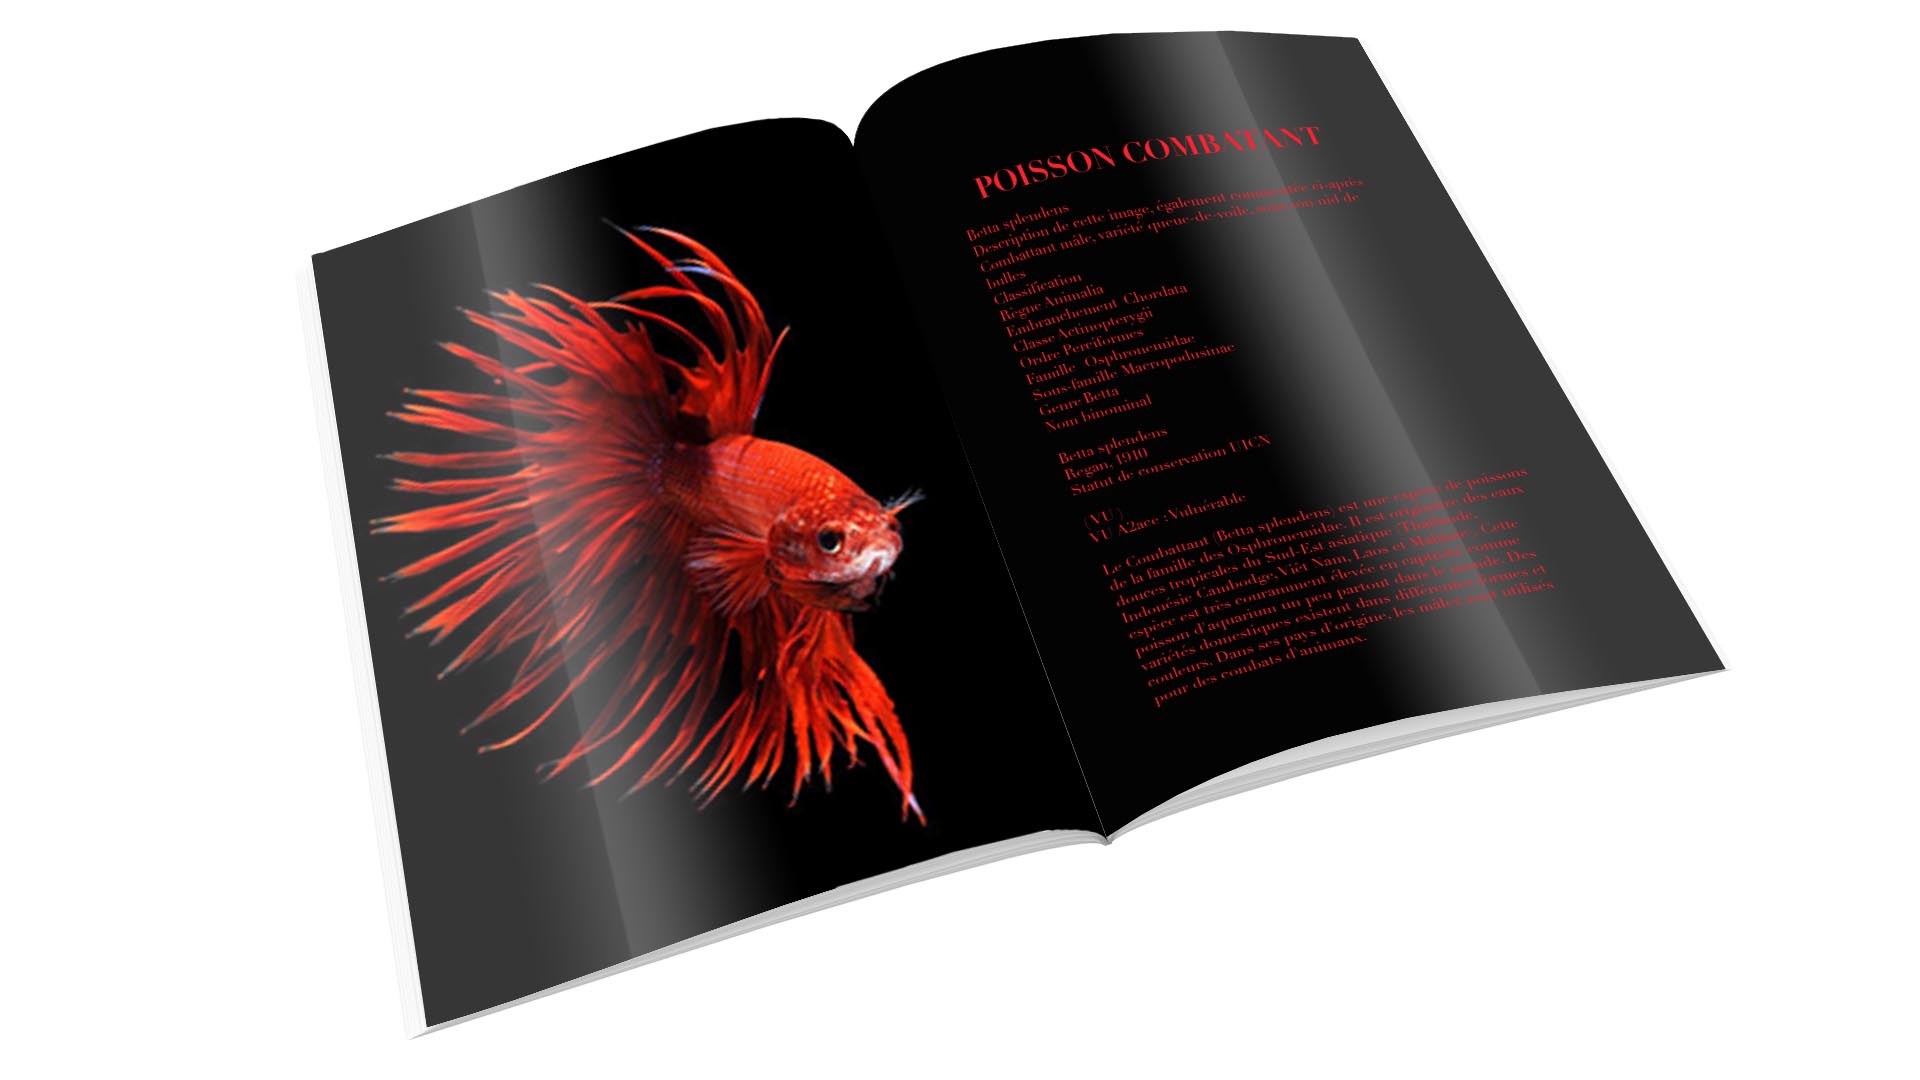 POISSON COMBATANT
Betta splendens
Description de cette image, également commentée ci-après
Combattant mâle, variété queue-de-voile, sous son nid de
bulles
Classification
Règne Animalia
Embranchement Chordata
Classe Actinopterygii
Ordre Perciformes
Famille Osphronemidae
Sous-famille Macropodusinae
Genre Betta
Nom binominal
Betta splendens
Regan, 1910
Statut de conservation UICN
(VU)
VU A2ace : Vulnérable
Le Combattant (Betta splendens) est une espèce de poissons
de la famille des Osphronemidae. Il est originaire des eaux
douces tropicales du Sud-Est asiatique (Thaïlande,
Indonésie Cambodge, Viêt Nam, Laos et Malaisie). Cette
espèce est très couramment élevée en captivité comme
poisson d'aquarium un peu partout dans le monde. Des
variétés domestiques existent dans différentes formes et
couleurs. Dans ses pays d'origine, les mâles sont utilisés
pour des combats d'animaux.